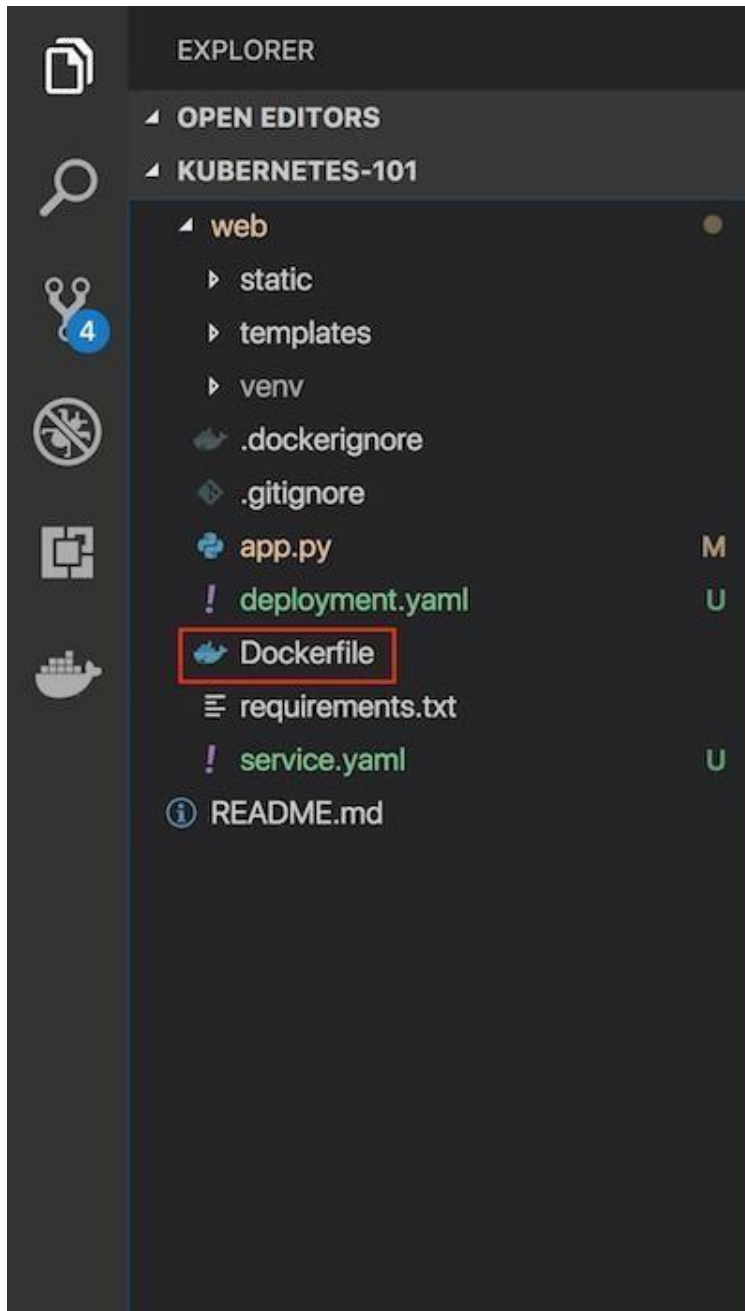 EXPLORER
OPEN EDITORS
KUBERNETES-101
web
static
templates
4
venv
.dockerignore
.gitignore
app.py M
deployment.yaml U
Dockerfile
requirements.txt
service.yaml U
README.md